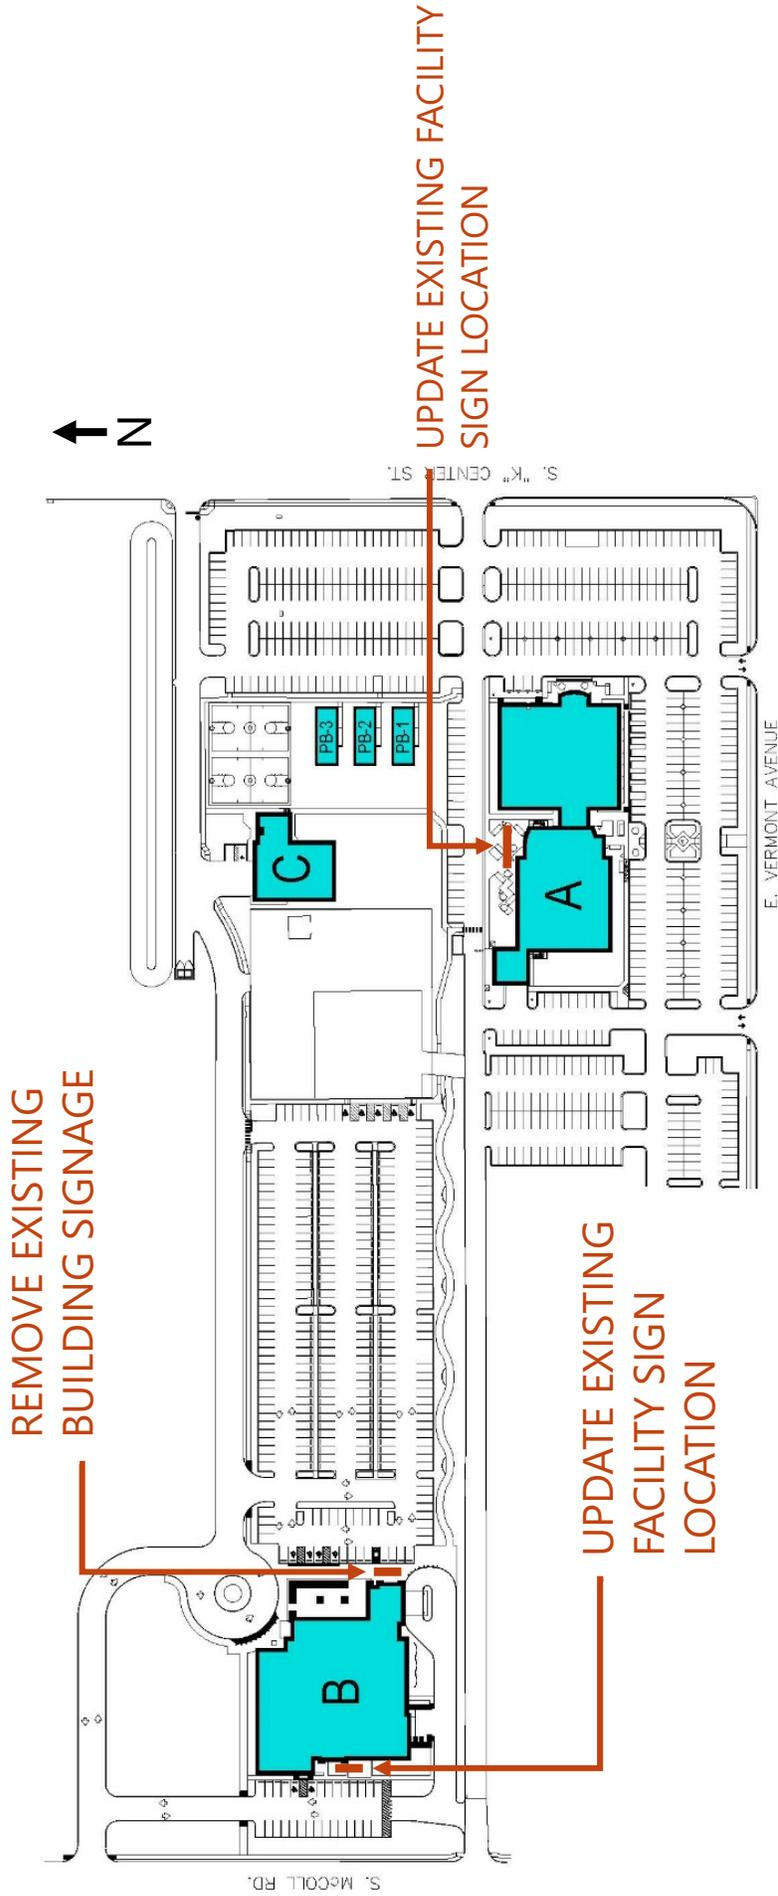 REMOVE EXISTING
BUILDING SIGNAGE
UPDATE EXISTING FACILITY
SIGN LOCATION
N
S. McCOLL RD.
S. "K" CENTER ST.
B
C
PB-3
PB-2
PB-1
A
UPDATE EXISTING
FACILITY SIGN
LOCATION
E. VERMONT AVENUE